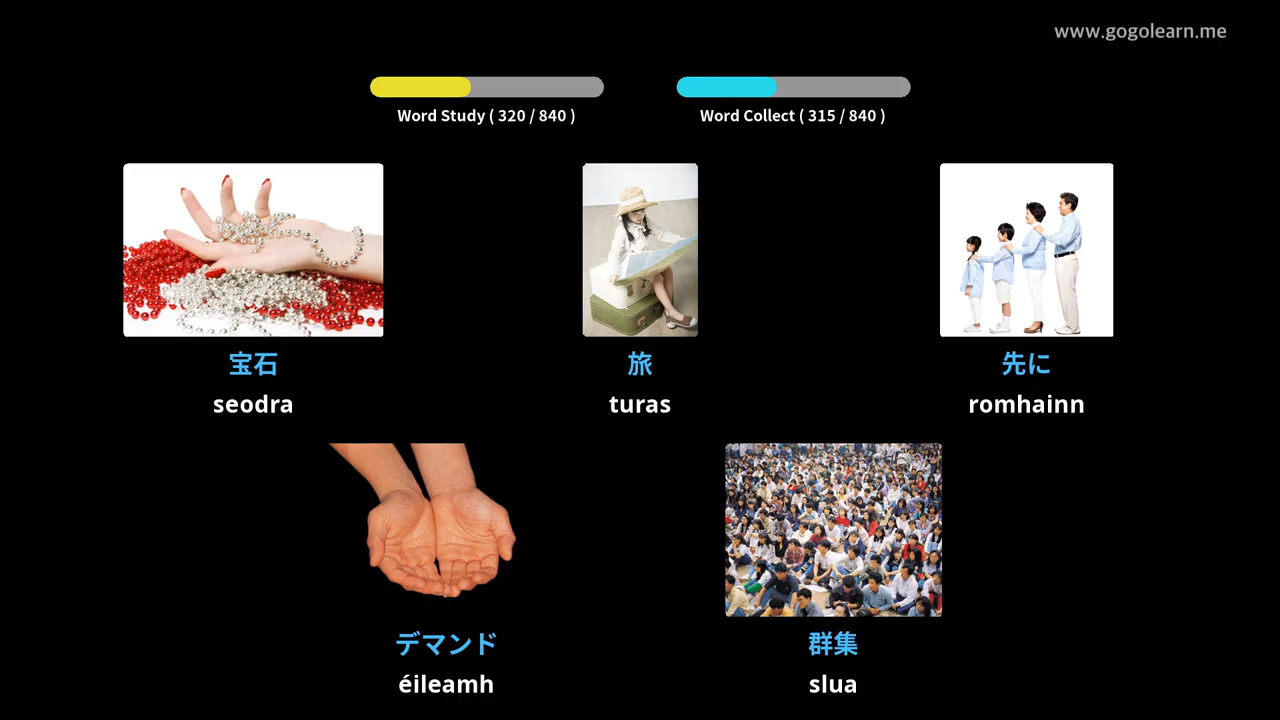 www.gogolearn.me
Word Study ( 320 / 840 )
Word Collect ( 315 / 840 )
宝石
seodra
旅
turas
先に
romhainn
デマンド
éileamh
群集
slua